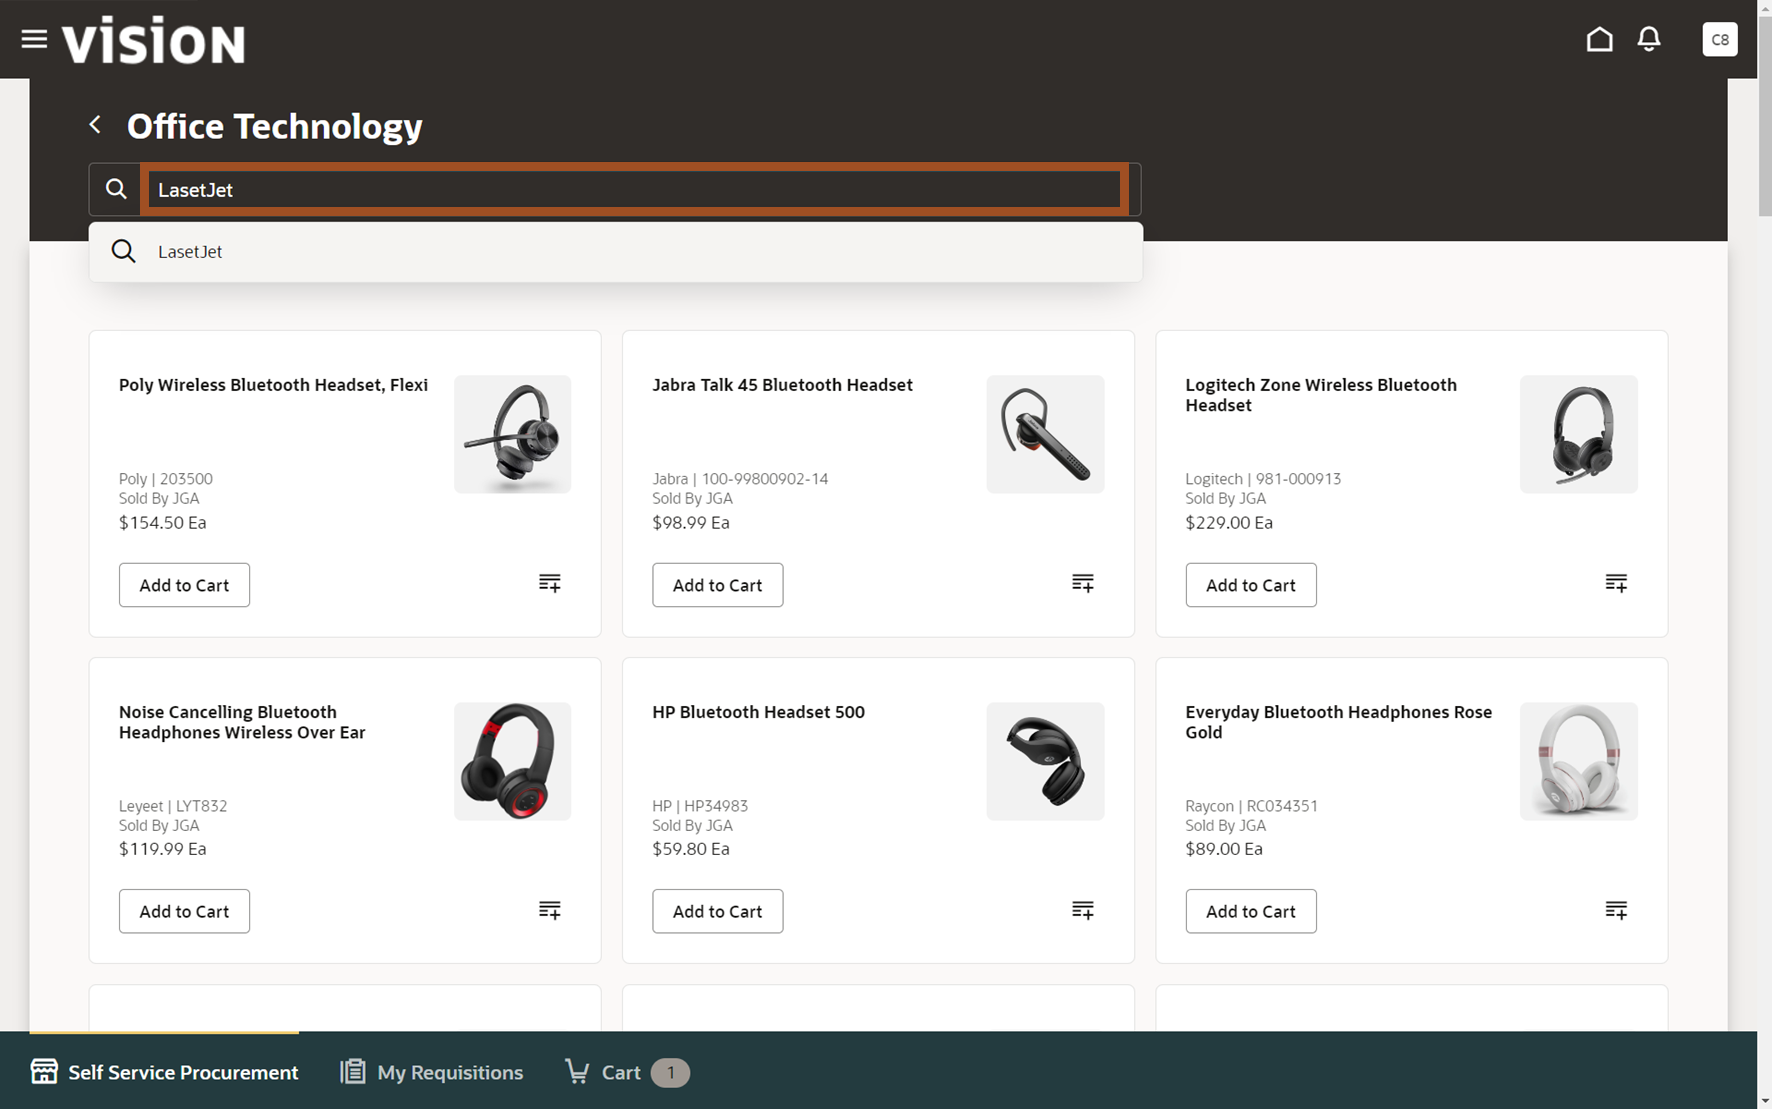 vision
C8
Office Technology
LasetJet
LasetJet
Poly Wireless Bluetooth Headset, Flexi
Poly | 203500
Sold By JGA
$154.50 Ea
Add to Cart
Jabra Talk 45 Bluetooth Headset
Jabra | 100-99800902-14
Sold By JGA
$98.99 Ea
Add to Cart
Logitech Zone Wireless Bluetooth
Headset
Logitech | 981-000913
Sold By JGA
$229.00 Ea
Add to Cart
Noise Cancelling Bluetooth
Headphones Wireless Over Ear
Leyeet | LYT832
Sold By JGA
$119.99 Ea
Add to Cart
HP Bluetooth Headset 500
HP | HP34983
Sold By JGA
$59.80 Ea
Add to Cart
Everyday Bluetooth Headphones Rose
Gold
Raycon | RC034351
Sold By JGA
$89.00 Ea
Add to Cart
Self Service Procurement
My Requisitions
Cart 1